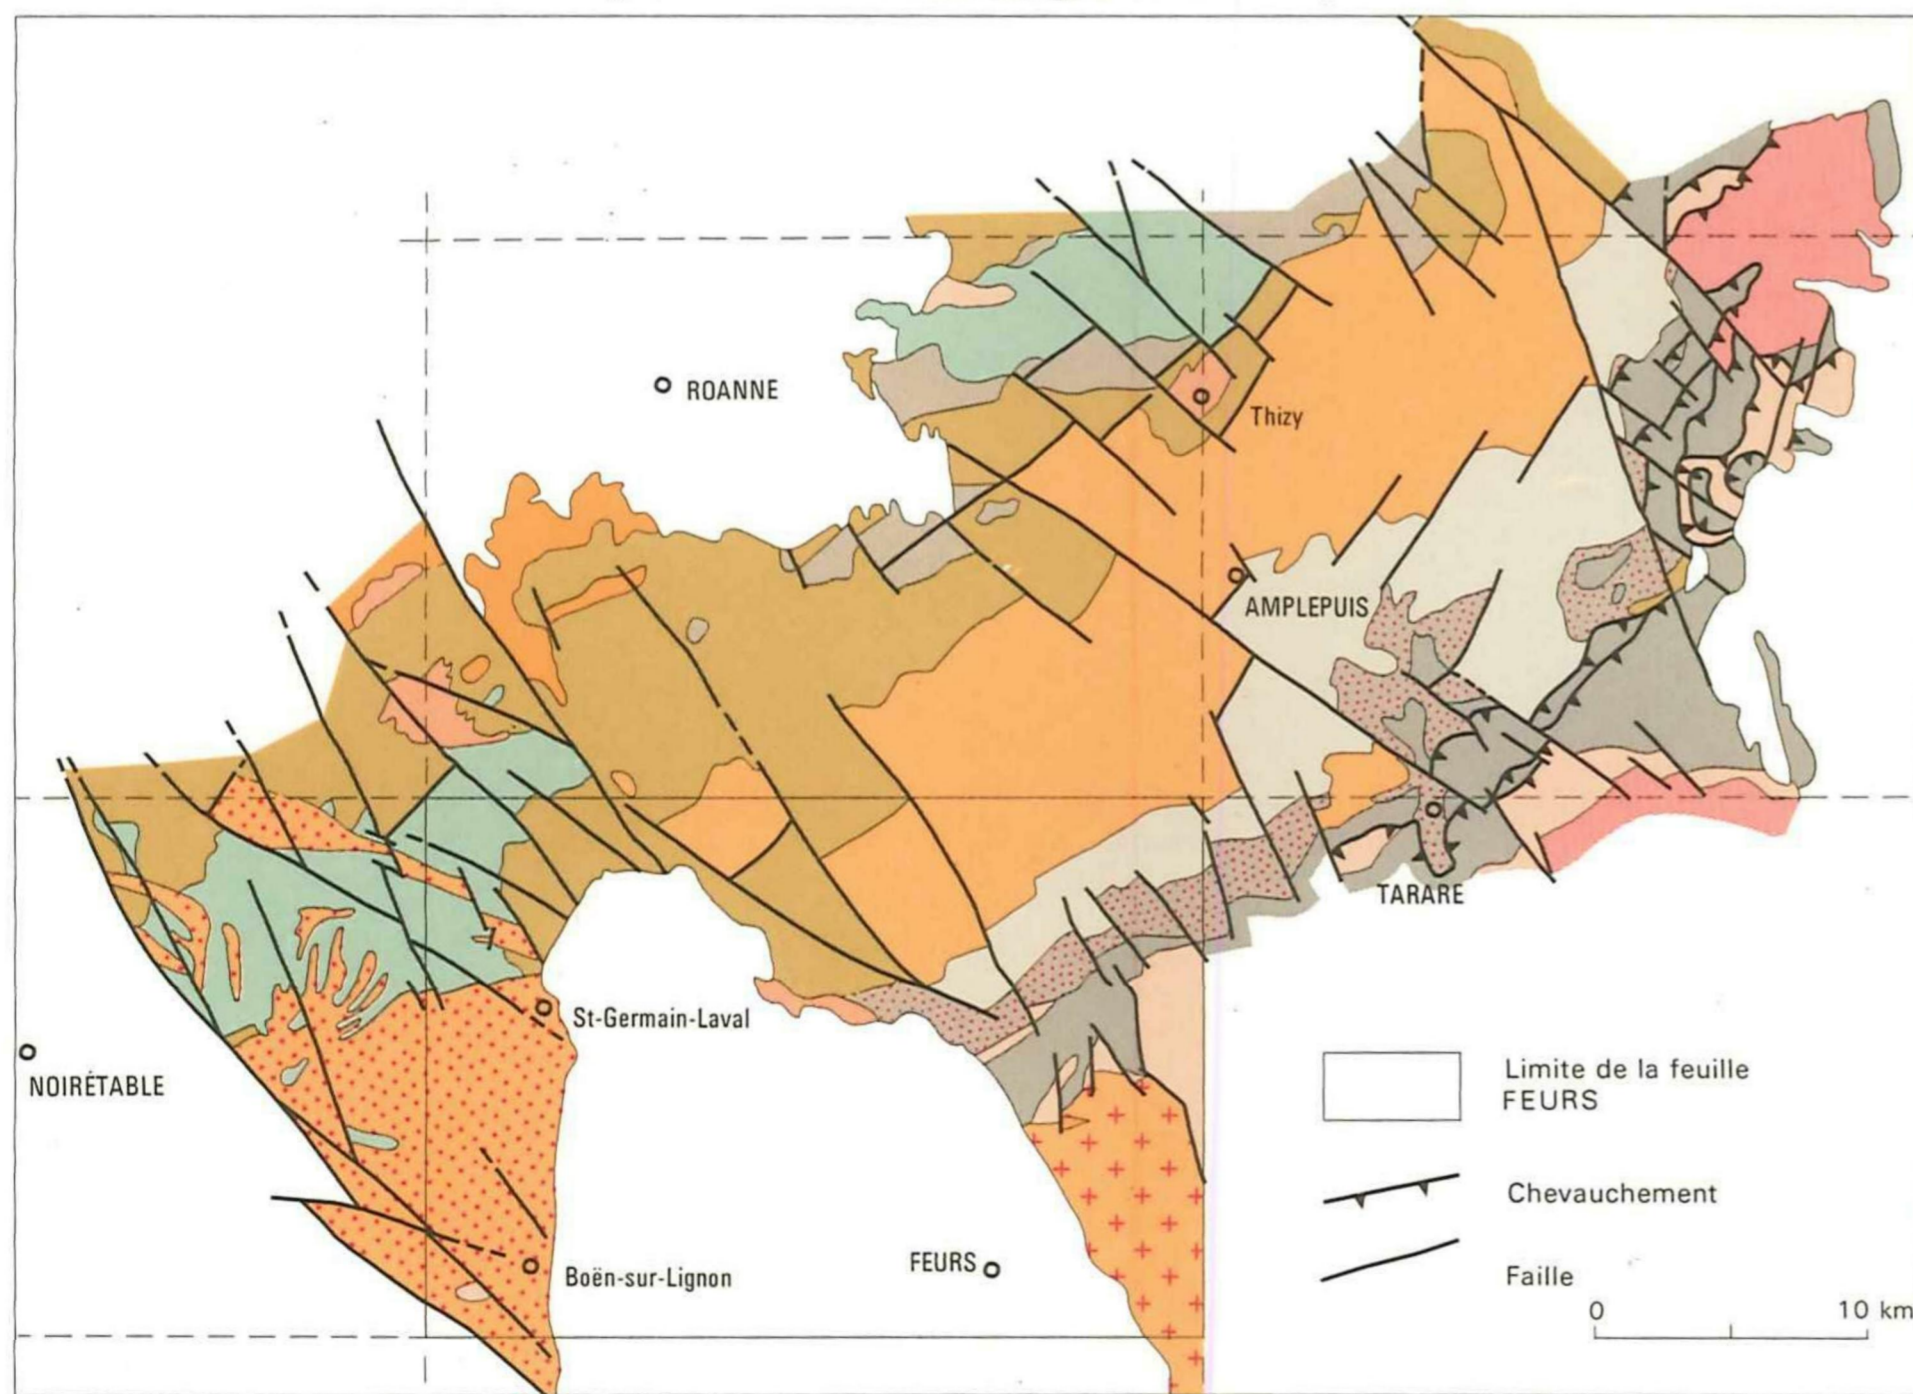 ROANNE
Thizy
AMPLEPUIS
TARARE
St-Germain-Laval
NOIRÉTABLE
Boën-sur-Lignon
FEURS
Limite de la feuille
FEURS
Chevauchement
Faille
0 10 km